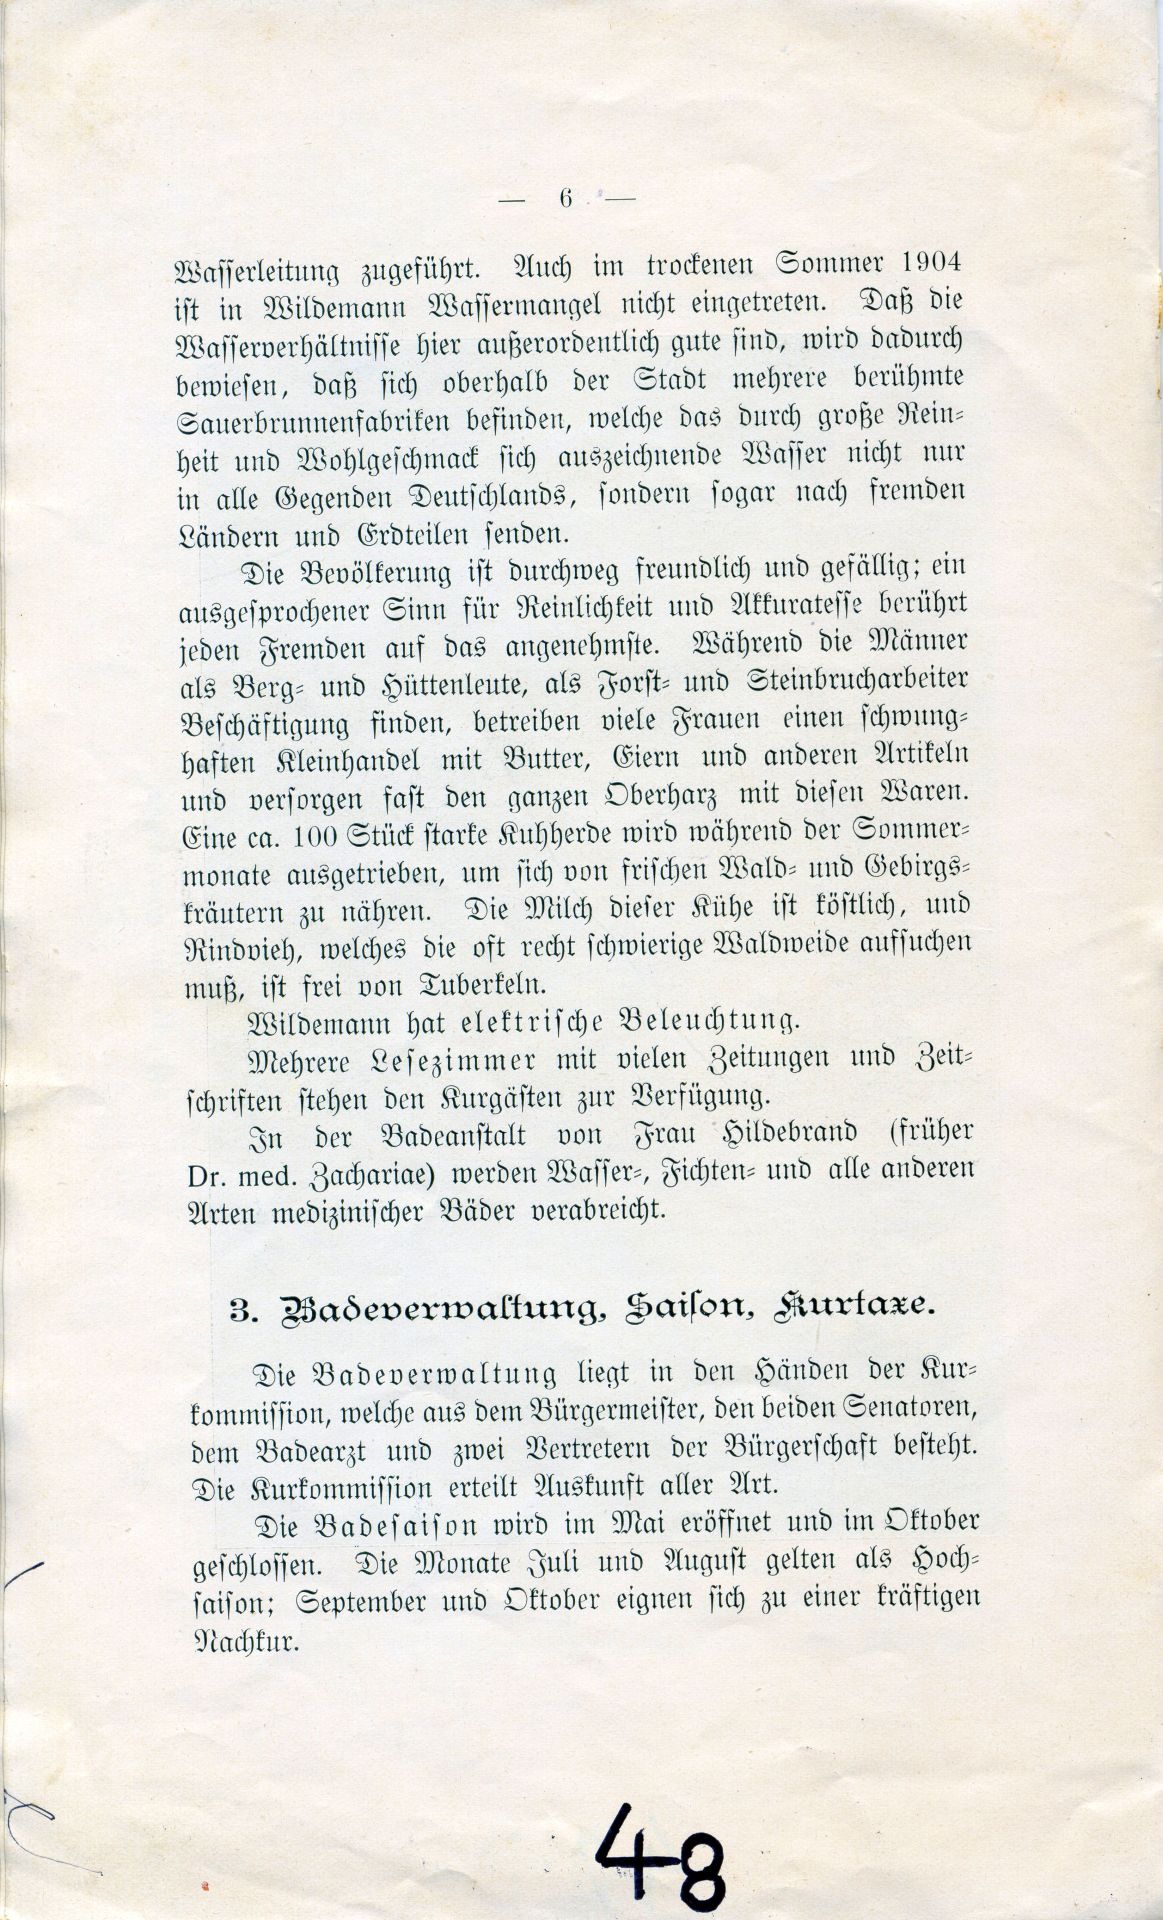 — 6 —
Wasserleitung zugeführt. Auch im trockenen Sommer 1904
ist in Wildemann Wassermangel nicht eingetreten. Daß die
Wasserverhältnisse hier außerordentlich gute sind, wird dadurch
bewiesen, daß sich oberhalb der Stadt mehrere berühmte
Sauerbrunnenfabriken befinden, welche das durch große Rein-
heit und Wohlgeschmack sich auszeichnende Wasser nicht nur
in alle Gegenden Deutschlands, sondern sogar nach fremden
Ländern und Erdteilen senden.
Die Bevölkerung ist durchweg freundlich und gefällig; ein
ausgesprochener Sinn für Reinlichkeit und Akkuratesse berührt
jeden Fremden auf das angenehmste. Während die Männer
als Berg- und Hüttenleute, als Forst- und Steinbrucharbeiter
Beschäftigung finden, betreiben viele Frauen einen schwung-
haften Kleinhandel mit Butter, Eiern und anderen Artikeln
und versorgen fast den ganzen Oberharz mit diesen Waren.
Eine ca. 100 Stück starke Kuhherde wird während der Sommer-
monate ausgetrieben, um sich von frischen Wald- und Gebirgs-
kräutern zu nähren. Die Milch dieser Kühe ist köstlich, und
Rindvieh, welches die oft recht schwierige Waldweide aufsuchen
muß, ist frei von Tuberkeln.
Wildemann hat elektrische Beleuchtung.
Mehrere Lesezimmer mit vielen Zeitungen und Zeit-
schriften stehen den Kurgästen zur Verfügung.
In der Badeanstalt von Frau Hildebrand (früher
Dr. med. Zachariae) werden Wasser-, Fichten- und alle anderen
Arten medizinischer Bäder verabreicht.
3. Badeverwaltung, Saison, Kurtaxe.
Die Badeverwaltung liegt in den Händen der Kur-
kommission, welche aus dem Bürgermeister, den beiden Senatoren,
dem Badearzt und zwei Vertretern der Bürgerschaft besteht.
Die Kurkommission erteilt Auskunft aller Art.
Die Badesaison wird im Mai eröffnet und im Oktober
geschlossen. Die Monate Juli und August gelten als Hoch-
saison; September und Oktober eignen sich zu einer kräftigen
Nachkur.
48